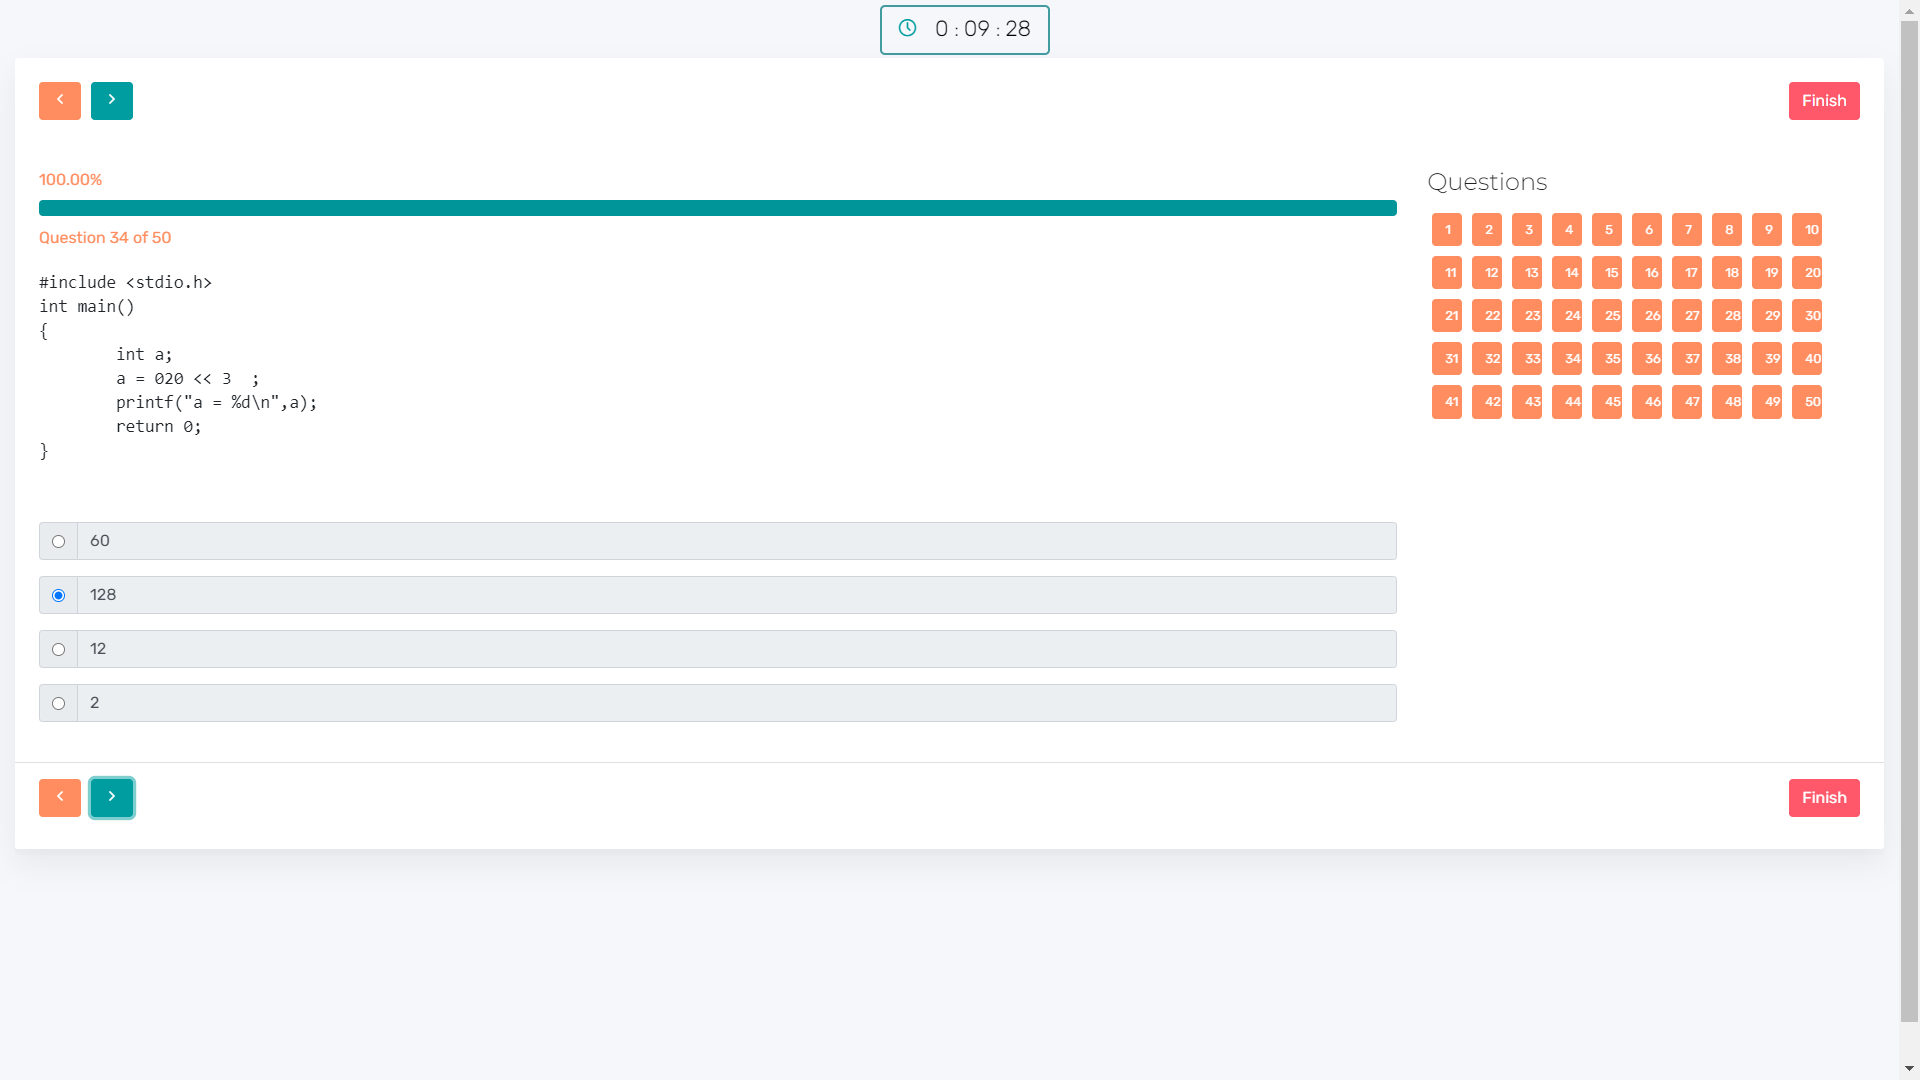 0 : 09 : 28
Finish
100.00%
Question 34 of 50
#include <stdio.h>
int main()
{
        int a;
        a = 020 << 3  ;
        printf("a = %d\n",a);
        return 0;
}
60
128
12
2
Questions
1 2 3 4 5 6 7 8 9 10
11 12 13 14 15 16 17 18 19 20
21 22 23 24 25 26 27 28 29 30
31 32 33 34 35 36 37 38 39 40
41 42 43 44 45 46 47 48 49 50
Finish